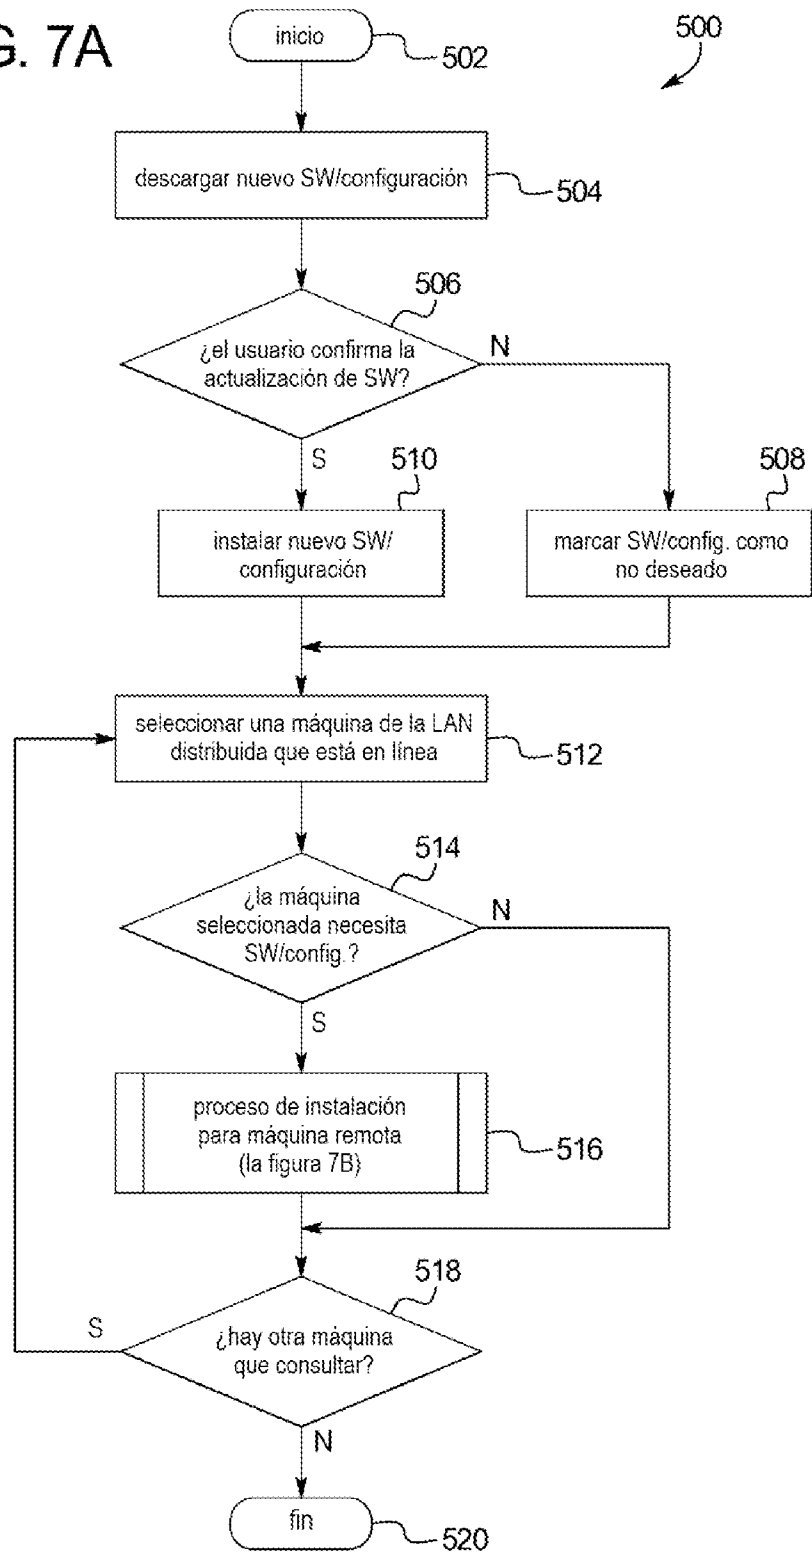 G. 7A
inicio
502
500
descargar nuevo SW/configuración
504
506
¿el usuario confirma la
actualización de SW?
N
S
510
508
instalar nuevo SW/
configuración
marcar SW/config. como
no deseado
seleccionar una máquina de la LAN
distribuida que está en línea
512
514
¿la máquina
seleccionada necesita
SW/config.?
N
S
proceso de instalación
para máquina remota
(la figura 7B)
516
518
S
¿hay otra máquina
que consultar?
N
fin
520